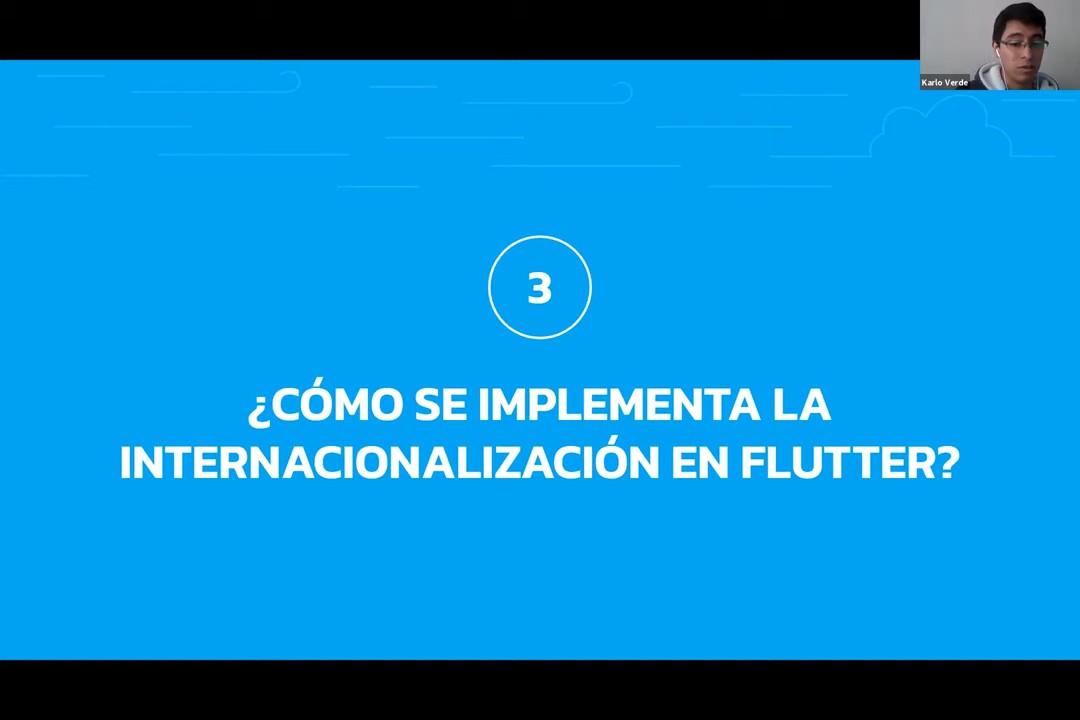 Karlo Verde
3
¿CÓMO SE IMPLEMENTA LA
INTERNACIONALIZACIÓN EN FLUTTER?